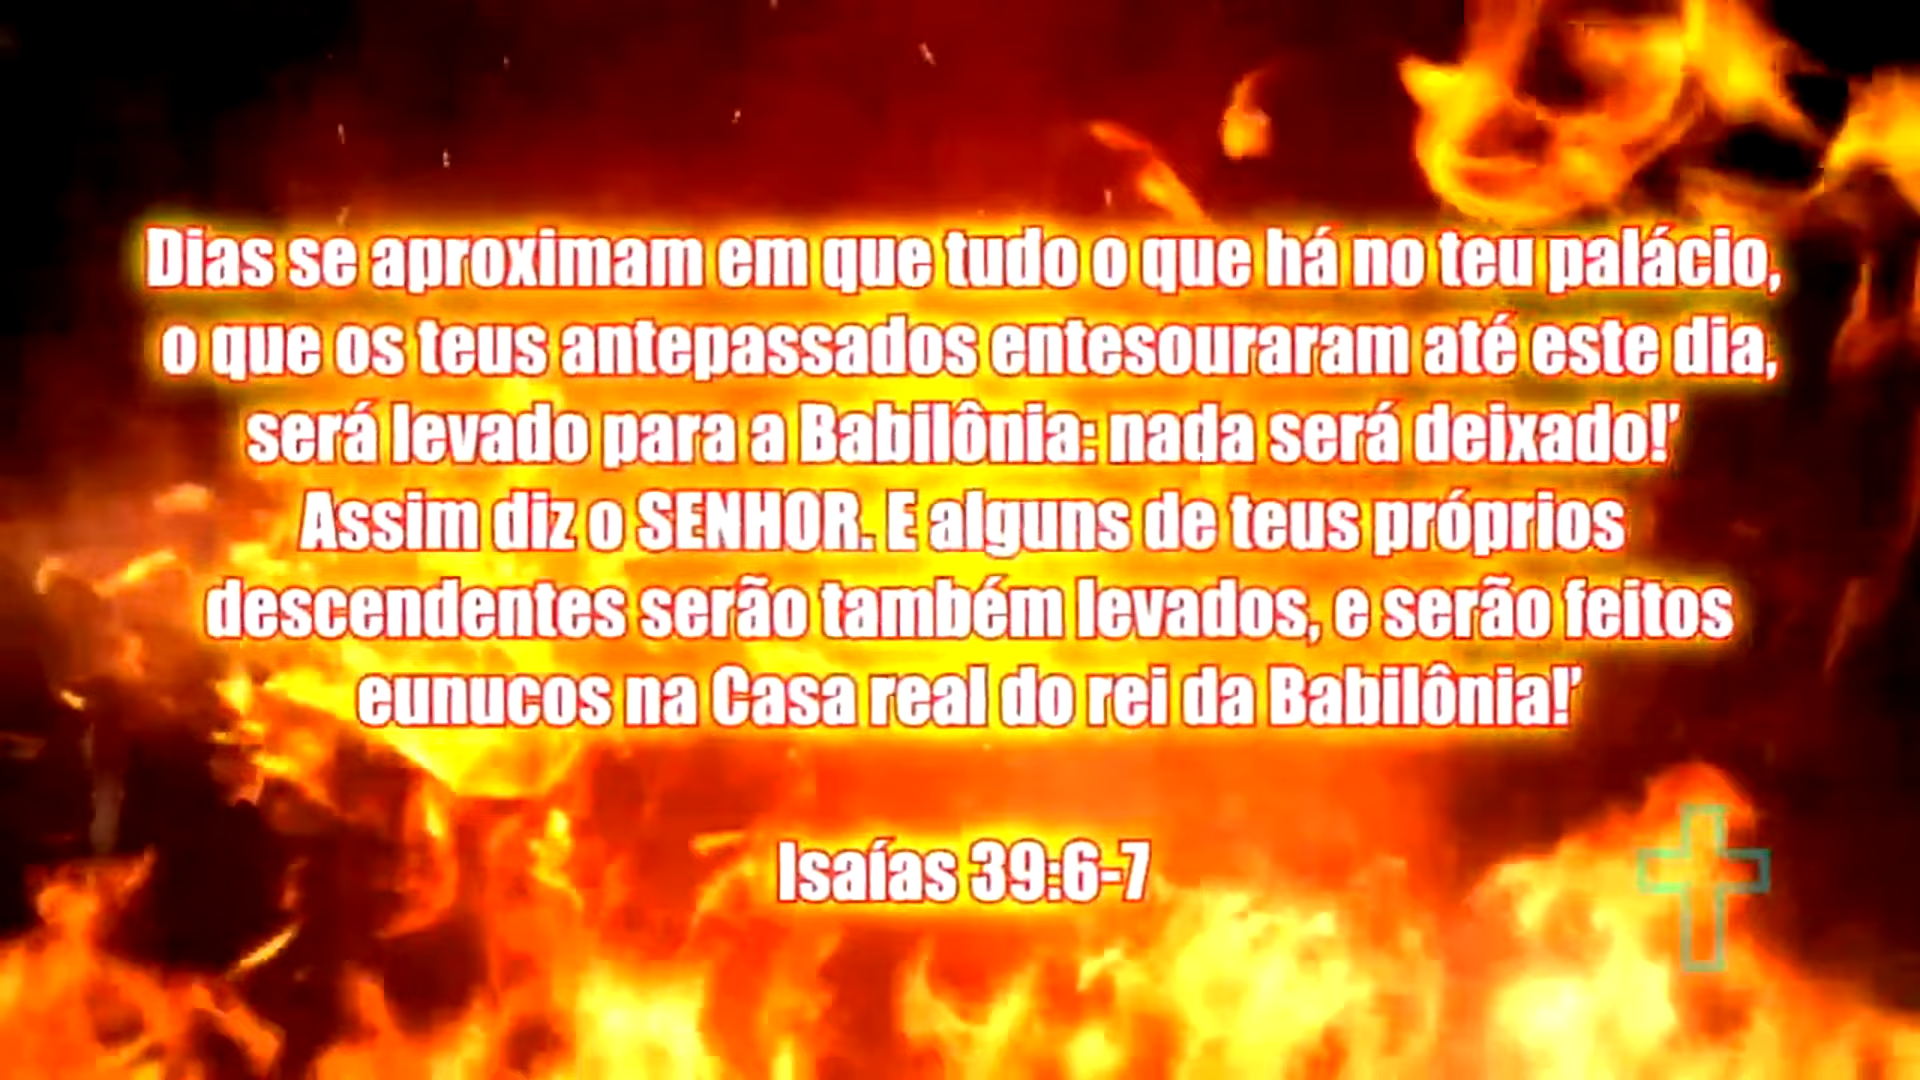 Dias se aproximam em que tudo o que há no teu palácio,
o que os teus antepassados entesouraram até este dia,
será levado para a Babilônia: nada será deixado!’
Assim diz o SENHOR. E alguns de teus próprios
descendentes serão também levados, e serão feitos
eunucos na Casa real do rei da Babilônia!’
Isaías 39:6-7